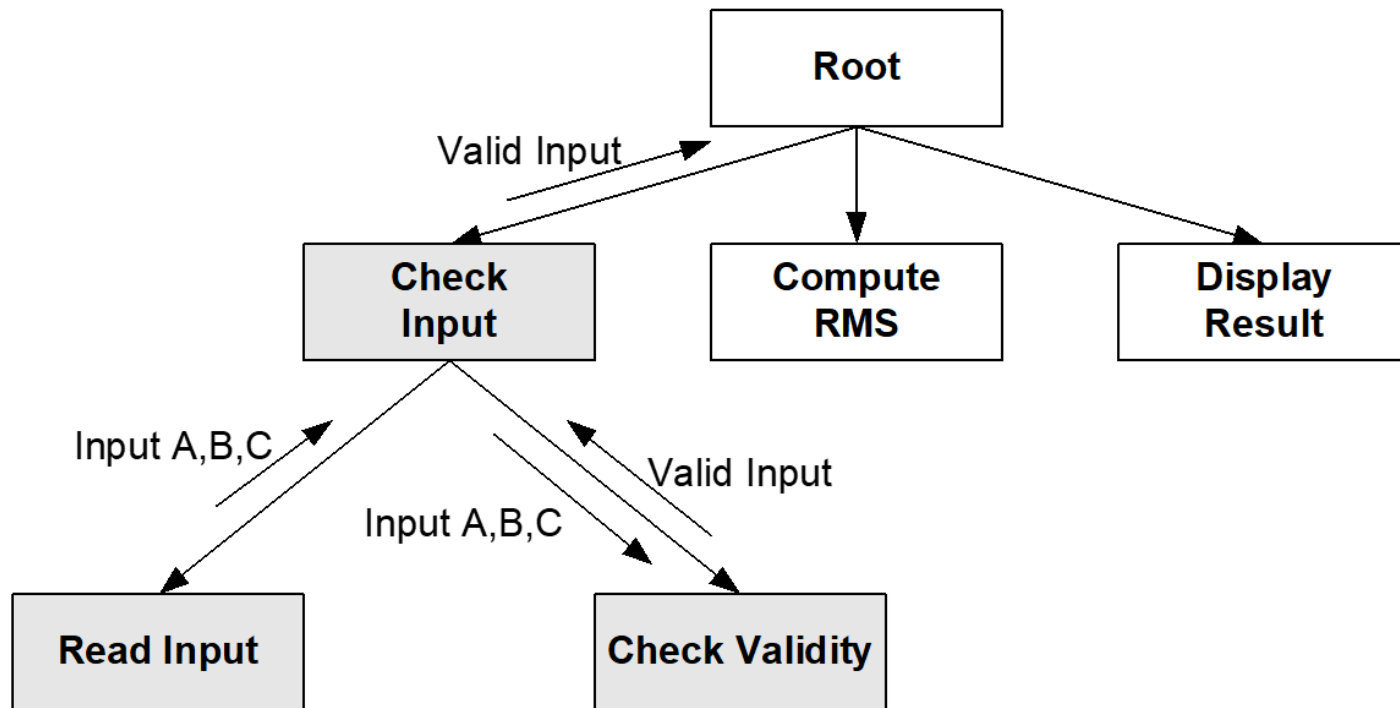 Root
Valid Input
Check
Input
Compute
RMS
Display
Result
Input A,B,C
Valid Input
Input A,B,C
Read Input
Check Validity